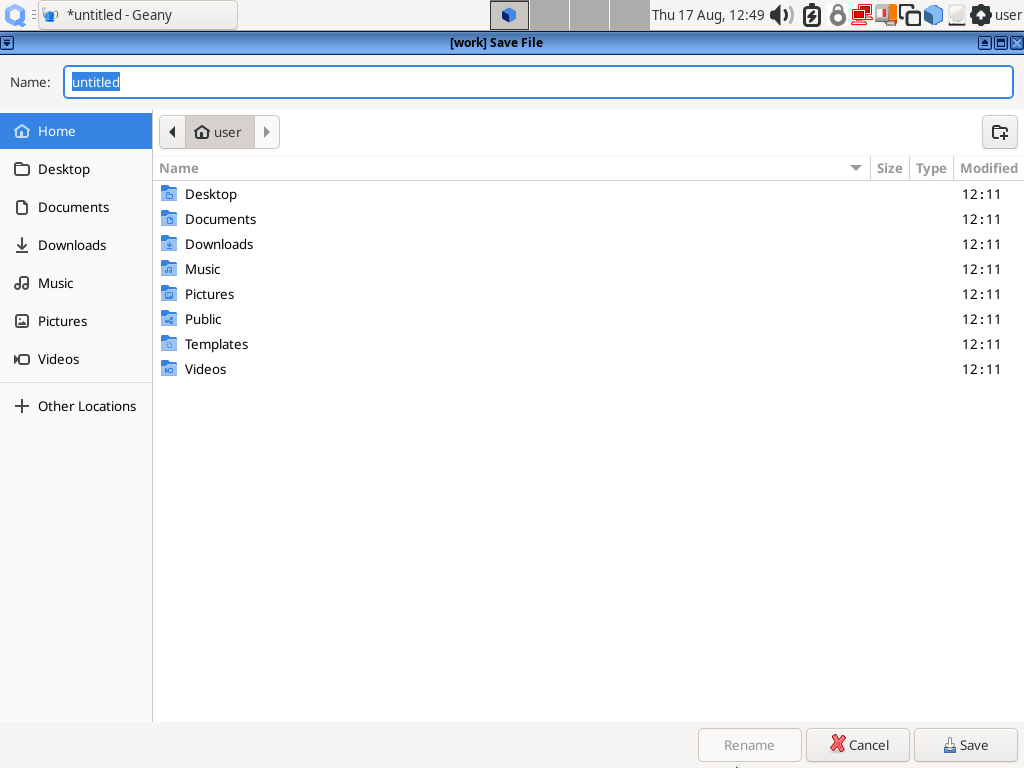 *untitled - Geany
Thu 17 Aug, 12:49
user
[work] Save File
Name:
untitled
Home
Desktop
Documents
Downloads
Music
Pictures
Videos
Other Locations
user
Name
Size
Type
Modified
Desktop 12:11
Documents 12:11
Downloads 12:11
Music 12:11
Pictures 12:11
Public 12:11
Templates 12:11
Videos 12:11
Rename
Cancel
Save